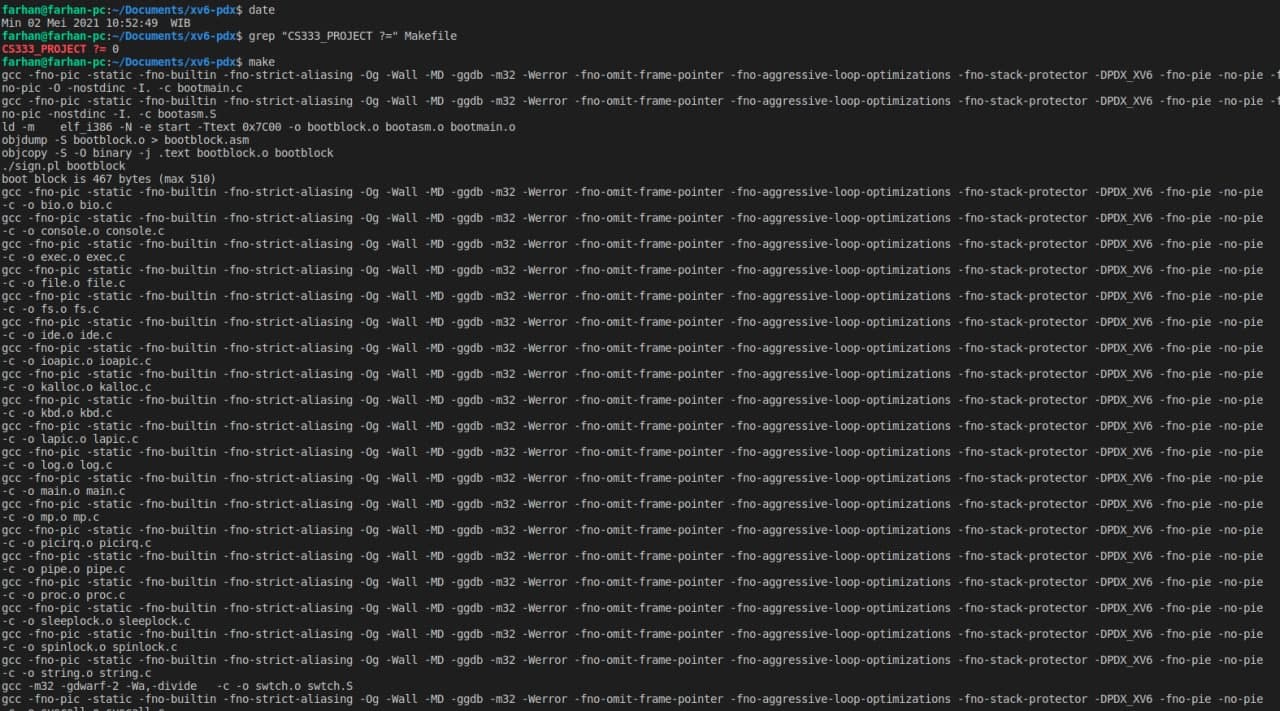 farhan@farhan-pc:~/Documents/xv6-pdx$ date
Min 02 Mei 2021 10:52:49  WIB
farhan@farhan-pc:~/Documents/xv6-pdx$ grep "CS333_PROJECT ?=" Makefile
CS333_PROJECT ?= 0
farhan@farhan-pc:~/Documents/xv6-pdx$ make
gcc -fno-pic -static -fno-builtin -fno-strict-aliasing -Og -Wall -MD -ggdb -m32 -Werror -fno-omit-frame-pointer -fno-aggressive-loop-optimizations -fno-stack-protector -DPDX_XV6 -fno-pie -no-pie -f
no-pic -O -nostdinc -I. -c bootmain.c
gcc -fno-pic -static -fno-builtin -fno-strict-aliasing -Og -Wall -MD -ggdb -m32 -Werror -fno-omit-frame-pointer -fno-aggressive-loop-optimizations -fno-stack-protector -DPDX_XV6 -fno-pie -no-pie -f
no-pic -nostdinc -I. -c bootasm.S
ld -m    elf_i386 -N -e start -Ttext 0x7C00 -o bootblock.o bootasm.o bootmain.o
objdump -S bootblock.o > bootblock.asm
objcopy -S -O binary -j .text bootblock.o bootblock
./sign.pl bootblock
boot block is 467 bytes (max 510)
gcc -fno-pic -static -fno-builtin -fno-strict-aliasing -Og -Wall -MD -ggdb -m32 -Werror -fno-omit-frame-pointer -fno-aggressive-loop-optimizations -fno-stack-protector -DPDX_XV6 -fno-pie -no-pie
-c -o bio.o bio.c
gcc -fno-pic -static -fno-builtin -fno-strict-aliasing -Og -Wall -MD -ggdb -m32 -Werror -fno-omit-frame-pointer -fno-aggressive-loop-optimizations -fno-stack-protector -DPDX_XV6 -fno-pie -no-pie
-c -o console.o console.c
gcc -fno-pic -static -fno-builtin -fno-strict-aliasing -Og -Wall -MD -ggdb -m32 -Werror -fno-omit-frame-pointer -fno-aggressive-loop-optimizations -fno-stack-protector -DPDX_XV6 -fno-pie -no-pie
-c -o exec.o exec.c
gcc -fno-pic -static -fno-builtin -fno-strict-aliasing -Og -Wall -MD -ggdb -m32 -Werror -fno-omit-frame-pointer -fno-aggressive-loop-optimizations -fno-stack-protector -DPDX_XV6 -fno-pie -no-pie
-c -o file.o file.c
gcc -fno-pic -static -fno-builtin -fno-strict-aliasing -Og -Wall -MD -ggdb -m32 -Werror -fno-omit-frame-pointer -fno-aggressive-loop-optimizations -fno-stack-protector -DPDX_XV6 -fno-pie -no-pie
-c -o fs.o fs.c
gcc -fno-pic -static -fno-builtin -fno-strict-aliasing -Og -Wall -MD -ggdb -m32 -Werror -fno-omit-frame-pointer -fno-aggressive-loop-optimizations -fno-stack-protector -DPDX_XV6 -fno-pie -no-pie
-c -o ide.o ide.c
gcc -fno-pic -static -fno-builtin -fno-strict-aliasing -Og -Wall -MD -ggdb -m32 -Werror -fno-omit-frame-pointer -fno-aggressive-loop-optimizations -fno-stack-protector -DPDX_XV6 -fno-pie -no-pie
-c -o ioapic.o ioapic.c
gcc -fno-pic -static -fno-builtin -fno-strict-aliasing -Og -Wall -MD -ggdb -m32 -Werror -fno-omit-frame-pointer -fno-aggressive-loop-optimizations -fno-stack-protector -DPDX_XV6 -fno-pie -no-pie
-c -o kalloc.o kalloc.c
gcc -fno-pic -static -fno-builtin -fno-strict-aliasing -Og -Wall -MD -ggdb -m32 -Werror -fno-omit-frame-pointer -fno-aggressive-loop-optimizations -fno-stack-protector -DPDX_XV6 -fno-pie -no-pie
-c -o kbd.o kbd.c
gcc -fno-pic -static -fno-builtin -fno-strict-aliasing -Og -Wall -MD -ggdb -m32 -Werror -fno-omit-frame-pointer -fno-aggressive-loop-optimizations -fno-stack-protector -DPDX_XV6 -fno-pie -no-pie
-c -o lapic.o lapic.c
gcc -fno-pic -static -fno-builtin -fno-strict-aliasing -Og -Wall -MD -ggdb -m32 -Werror -fno-omit-frame-pointer -fno-aggressive-loop-optimizations -fno-stack-protector -DPDX_XV6 -fno-pie -no-pie
-c -o log.o log.c
gcc -fno-pic -static -fno-builtin -fno-strict-aliasing -Og -Wall -MD -ggdb -m32 -Werror -fno-omit-frame-pointer -fno-aggressive-loop-optimizations -fno-stack-protector -DPDX_XV6 -fno-pie -no-pie
-c -o main.o main.c
gcc -fno-pic -static -fno-builtin -fno-strict-aliasing -Og -Wall -MD -ggdb -m32 -Werror -fno-omit-frame-pointer -fno-aggressive-loop-optimizations -fno-stack-protector -DPDX_XV6 -fno-pie -no-pie
-c -o mp.o mp.c
gcc -fno-pic -static -fno-builtin -fno-strict-aliasing -Og -Wall -MD -ggdb -m32 -Werror -fno-omit-frame-pointer -fno-aggressive-loop-optimizations -fno-stack-protector -DPDX_XV6 -fno-pie -no-pie
-c -o picirq.o picirq.c
gcc -fno-pic -static -fno-builtin -fno-strict-aliasing -Og -Wall -MD -ggdb -m32 -Werror -fno-omit-frame-pointer -fno-aggressive-loop-optimizations -fno-stack-protector -DPDX_XV6 -fno-pie -no-pie
-c -o pipe.o pipe.c
gcc -fno-pic -static -fno-builtin -fno-strict-aliasing -Og -Wall -MD -ggdb -m32 -Werror -fno-omit-frame-pointer -fno-aggressive-loop-optimizations -fno-stack-protector -DPDX_XV6 -fno-pie -no-pie
-c -o proc.o proc.c
gcc -fno-pic -static -fno-builtin -fno-strict-aliasing -Og -Wall -MD -ggdb -m32 -Werror -fno-omit-frame-pointer -fno-aggressive-loop-optimizations -fno-stack-protector -DPDX_XV6 -fno-pie -no-pie
-c -o sleeplock.o sleeplock.c
gcc -fno-pic -static -fno-builtin -fno-strict-aliasing -Og -Wall -MD -ggdb -m32 -Werror -fno-omit-frame-pointer -fno-aggressive-loop-optimizations -fno-stack-protector -DPDX_XV6 -fno-pie -no-pie
-c -o spinlock.o spinlock.c
gcc -fno-pic -static -fno-builtin -fno-strict-aliasing -Og -Wall -MD -ggdb -m32 -Werror -fno-omit-frame-pointer -fno-aggressive-loop-optimizations -fno-stack-protector -DPDX_XV6 -fno-pie -no-pie
-c -o string.o string.c
gcc -m32 -gdwarf-2 -Wa,-divide   -c -o swtch.o swtch.S
gcc -fno-pic -static -fno-builtin -fno-strict-aliasing -Og -Wall -MD -ggdb -m32 -Werror -fno-omit-frame-pointer -fno-aggressive-loop-optimizations -fno-stack-protector -DPDX_XV6 -fno-pie -no-pie